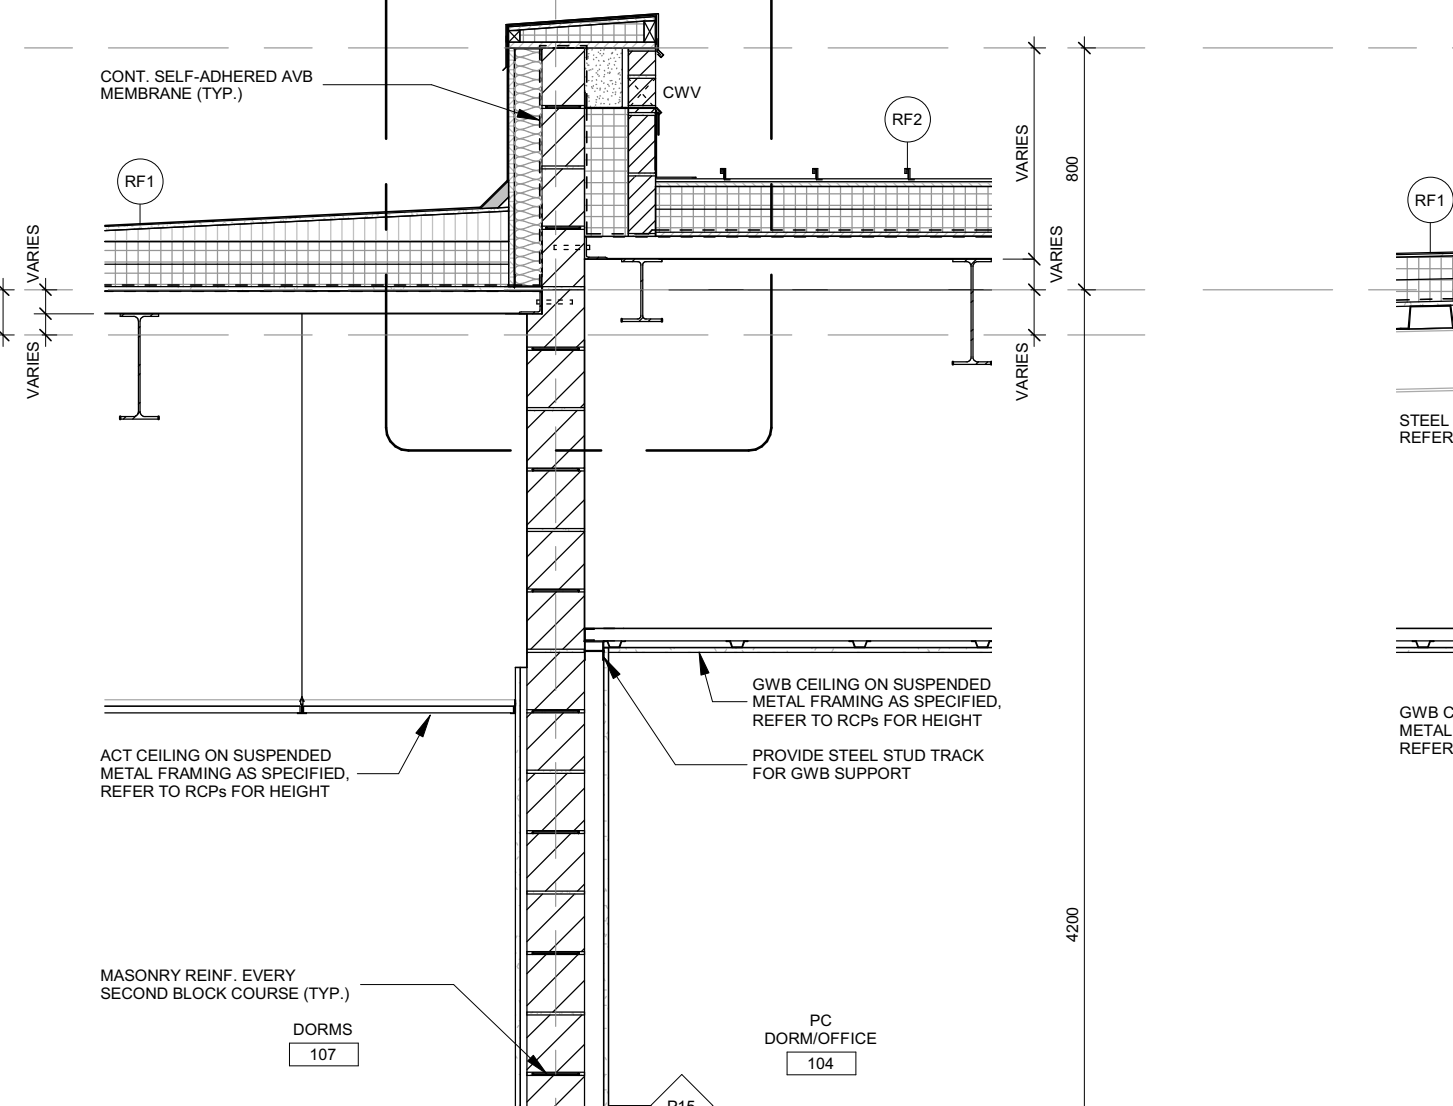 CONT. SELF-ADHERED AVB
MEMBRANE (TYP.)
CWV
RF2
RF1
VARIES
800
VARIES
VARIES
VARIES
VARIES
RF1
STEEL
REFER
GWB CEILING ON SUSPENDED
METAL FRAMING AS SPECIFIED,
REFER TO RCPs FOR HEIGHT
PROVIDE STEEL STUD TRACK
FOR GWB SUPPORT
ACT CEILING ON SUSPENDED
METAL FRAMING AS SPECIFIED,
REFER TO RCPs FOR HEIGHT
GWB C
METAL
REFER
4200
MASONRY REINF. EVERY
SECOND BLOCK COURSE (TYP.)
DORMS
107
PC
DORM/OFFICE
104